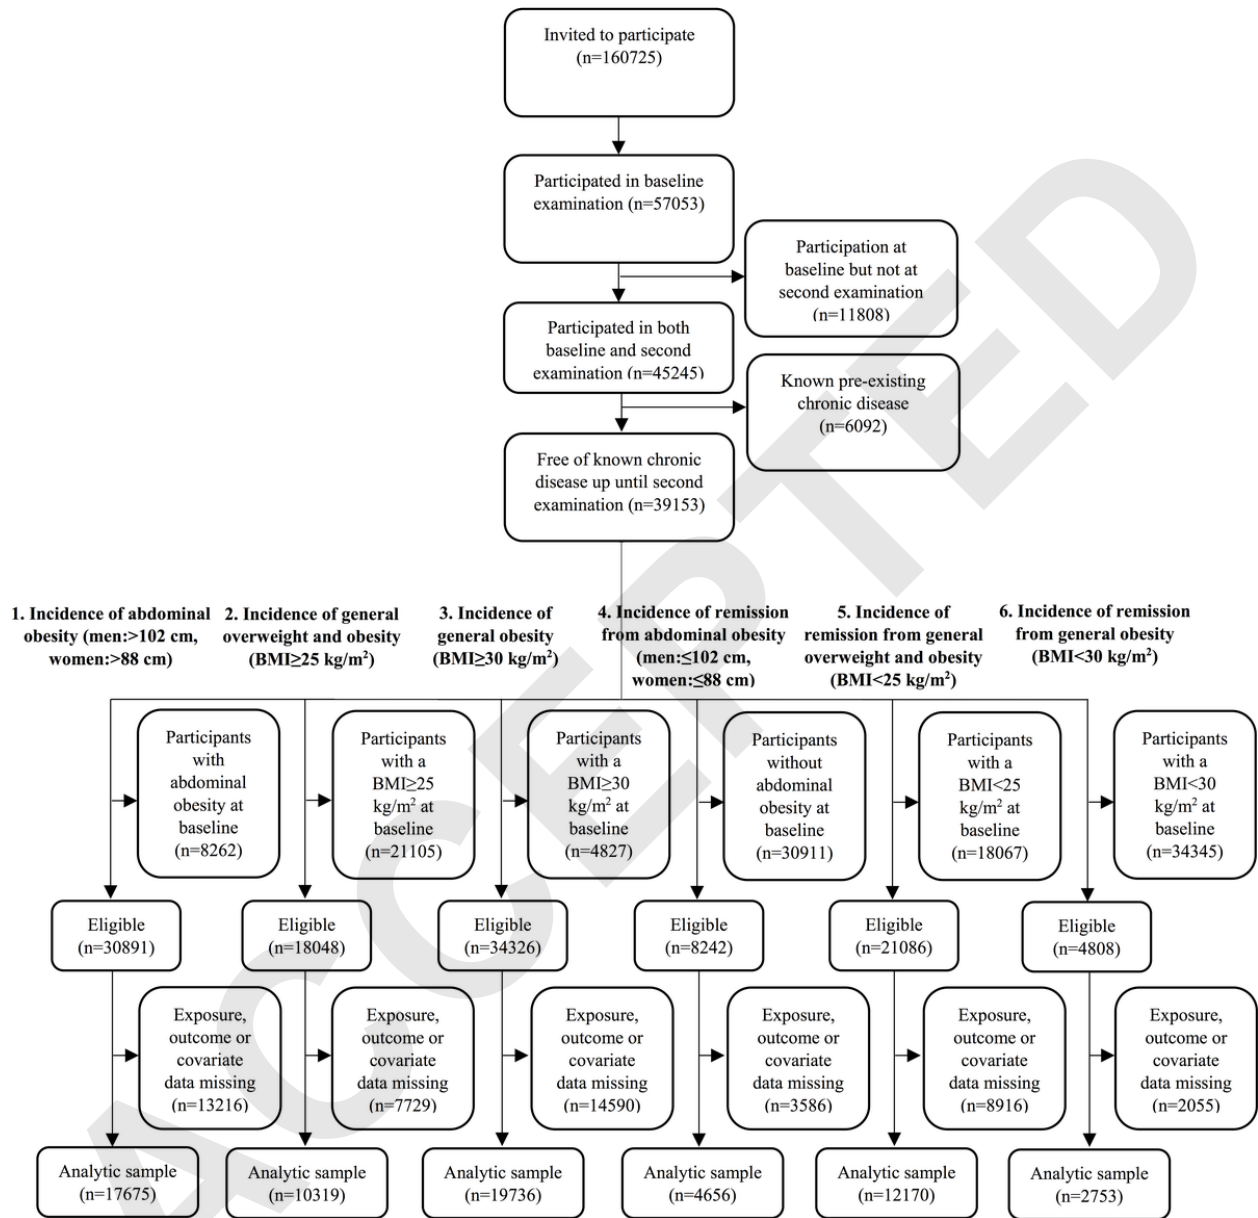 Invited to participate
(n=160725)
Participated in baseline
examination (n=57053)
Participation at
baseline but not at
second examination
(n=11808)
Participated in both
baseline and second
examination (n=45245)
Known pre-existing
chronic disease
(n=6092)
Free of known chronic
disease up until second
examination (n=39153)
1. Incidence of abdominal
obesity (men:>102 cm,
women:>88 cm)
2. Incidence of general
overweight and obesity
(BMI≥25 kg/m²)
3. Incidence of
general obesity
(BMI≥30 kg/m²)
4. Incidence of remission
from abdominal obesity
(men:≤102 cm,
women:≤88 cm)
5. Incidence of
remission from general
overweight and obesity
(BMI<25 kg/m²)
6. Incidence of remission
from general obesity
(BMI<30 kg/m²)
Participants
with
abdominal
obesity at
baseline
(n=8262)
Participants
with a
BMI≥25
kg/m² at
baseline
(n=21105)
Participants
with a
BMI≥30
kg/m² at
baseline
(n=4827)
Participants
without
abdominal
obesity at
baseline
(n=30911)
Participants
with a
BMI<25
kg/m² at
baseline
(n=18067)
Participants
with a
BMI<30
kg/m² at
baseline
(n=34345)
Eligible
(n=30891)
Eligible
(n=18048)
Eligible
(n=34326)
Eligible
(n=8242)
Eligible
(n=21086)
Eligible
(n=4808)
Exposure,
outcome or
covariate
data missing
(n=13216)
Exposure,
outcome or
covariate
data missing
(n=7729)
Exposure,
outcome or
covariate
data missing
(n=14590)
Exposure,
outcome or
covariate
data missing
(n=3586)
Exposure,
outcome or
covariate
data missing
(n=8916)
Exposure,
outcome or
covariate
data missing
(n=2055)
Analytic sample
(n=17675)
Analytic sample
(n=10319)
Analytic sample
(n=19736)
Analytic sample
(n=4656)
Analytic sample
(n=12170)
Analytic sample
(n=2753)
ACCEPTED